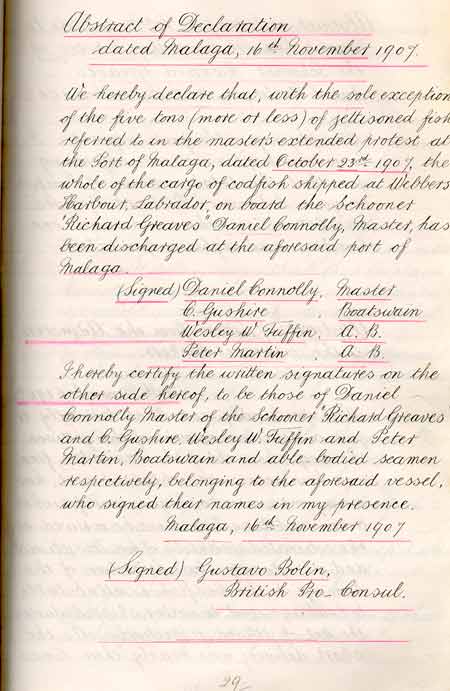 Abstract of Declaration
dated Malaga, 16th November 1907.
We hereby declare that, with the sole exception
of the five tons (more or less) of jettisoned fish
referred to in the master's extended protest at
the Port of Malaga, dated October 23rd 1907, the
whole of the cargo of codfish shipped at Webbers
Harbour, Labrador, on board the Schooner
"Richard Greaves" Daniel Connolly, Master, has
been discharged at the aforesaid port of
Malaga.
(Signed) Daniel Connolly, Master.
C. Gushire, Boatswain
Wesley W. Tuffin, A. B.
Peter Martin, A. B.
I hereby certify the written signatures on the
other side hereof, to be those of Daniel
Connolly Master of the Schooner "Richard Greaves"
and C. Gushire, Wesley W. Tuffin and Peter
Martin, Boatswain and able-bodied seamen
respectively, belonging to the aforesaid vessel,
who signed their names in my presence.
Malaga, 16th November 1907
(Signed) Gustavo Bolin,
British Pro-Consul.
29